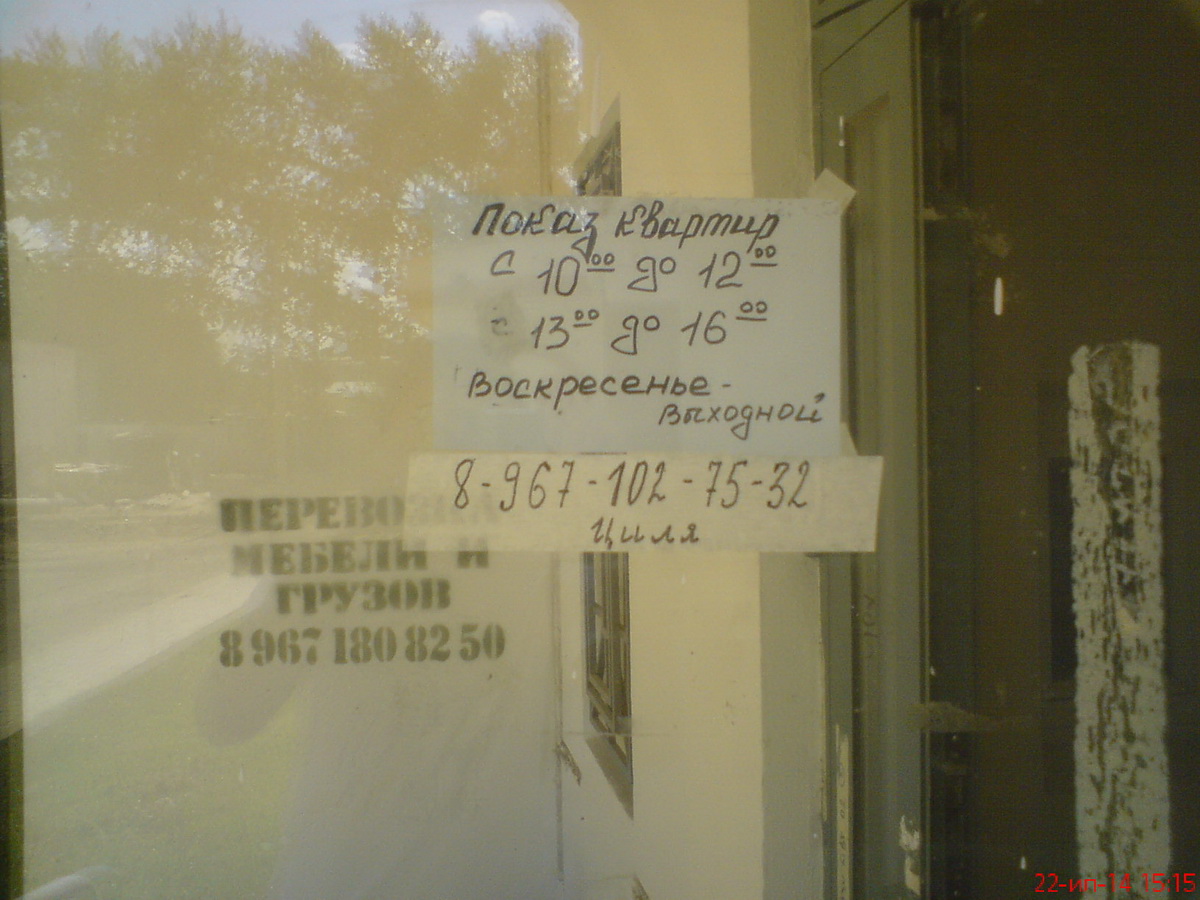 Показ квартир
с 10⁰⁰ до 12⁰⁰
с 13⁰⁰ до 16⁰⁰
Воскресенье -
выходной
8-967-102-75-32
Циля
ПЕРЕВОЗКА
МЕБЕЛИ И
ГРУЗОВ
8 967 180 82 50
22-ил-14 15:15